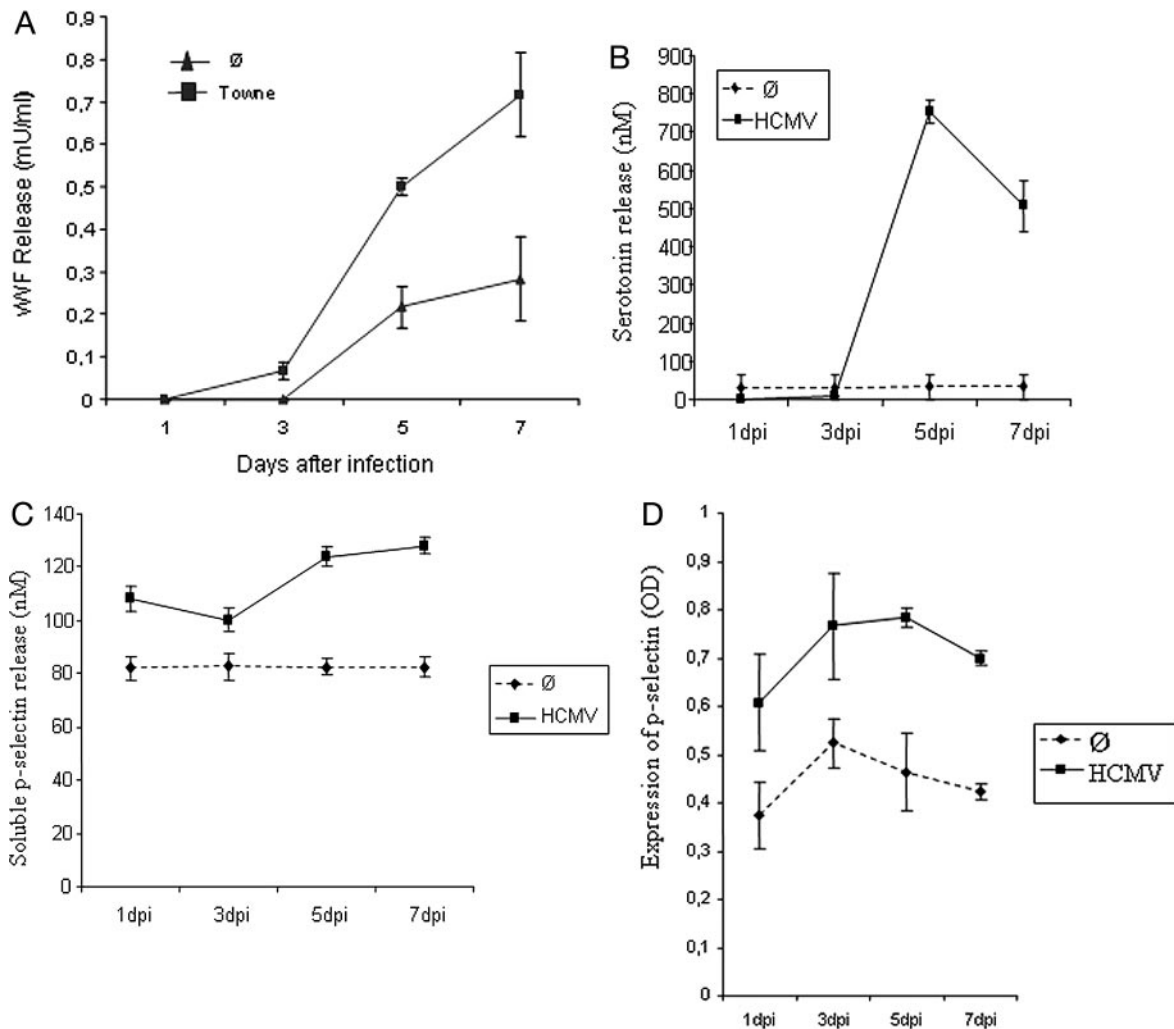 A
vWF Release (mU/ml)
0,9
0,8
0,7
0,6
0,5
0,4
0,3
0,2
0,1
0
Ø
Towne
1 3 5 7
Days after infection
B
Serotonin release (nM)
900
800
700
600
500
400
300
200
100
0
Ø
HCMV
1dpi 3dpi 5dpi 7dpi
C
Soluble p-selectin release (nM)
140
120
100
80
60
40
20
0
Ø
HCMV
1dpi 3dpi 5dpi 7dpi
D
Expression of p-selectin (OD)
1
0,9
0,8
0,7
0,6
0,5
0,4
0,3
0,2
0,1
0
Ø
HCMV
1dpi 3dpi 5dpi 7dpi